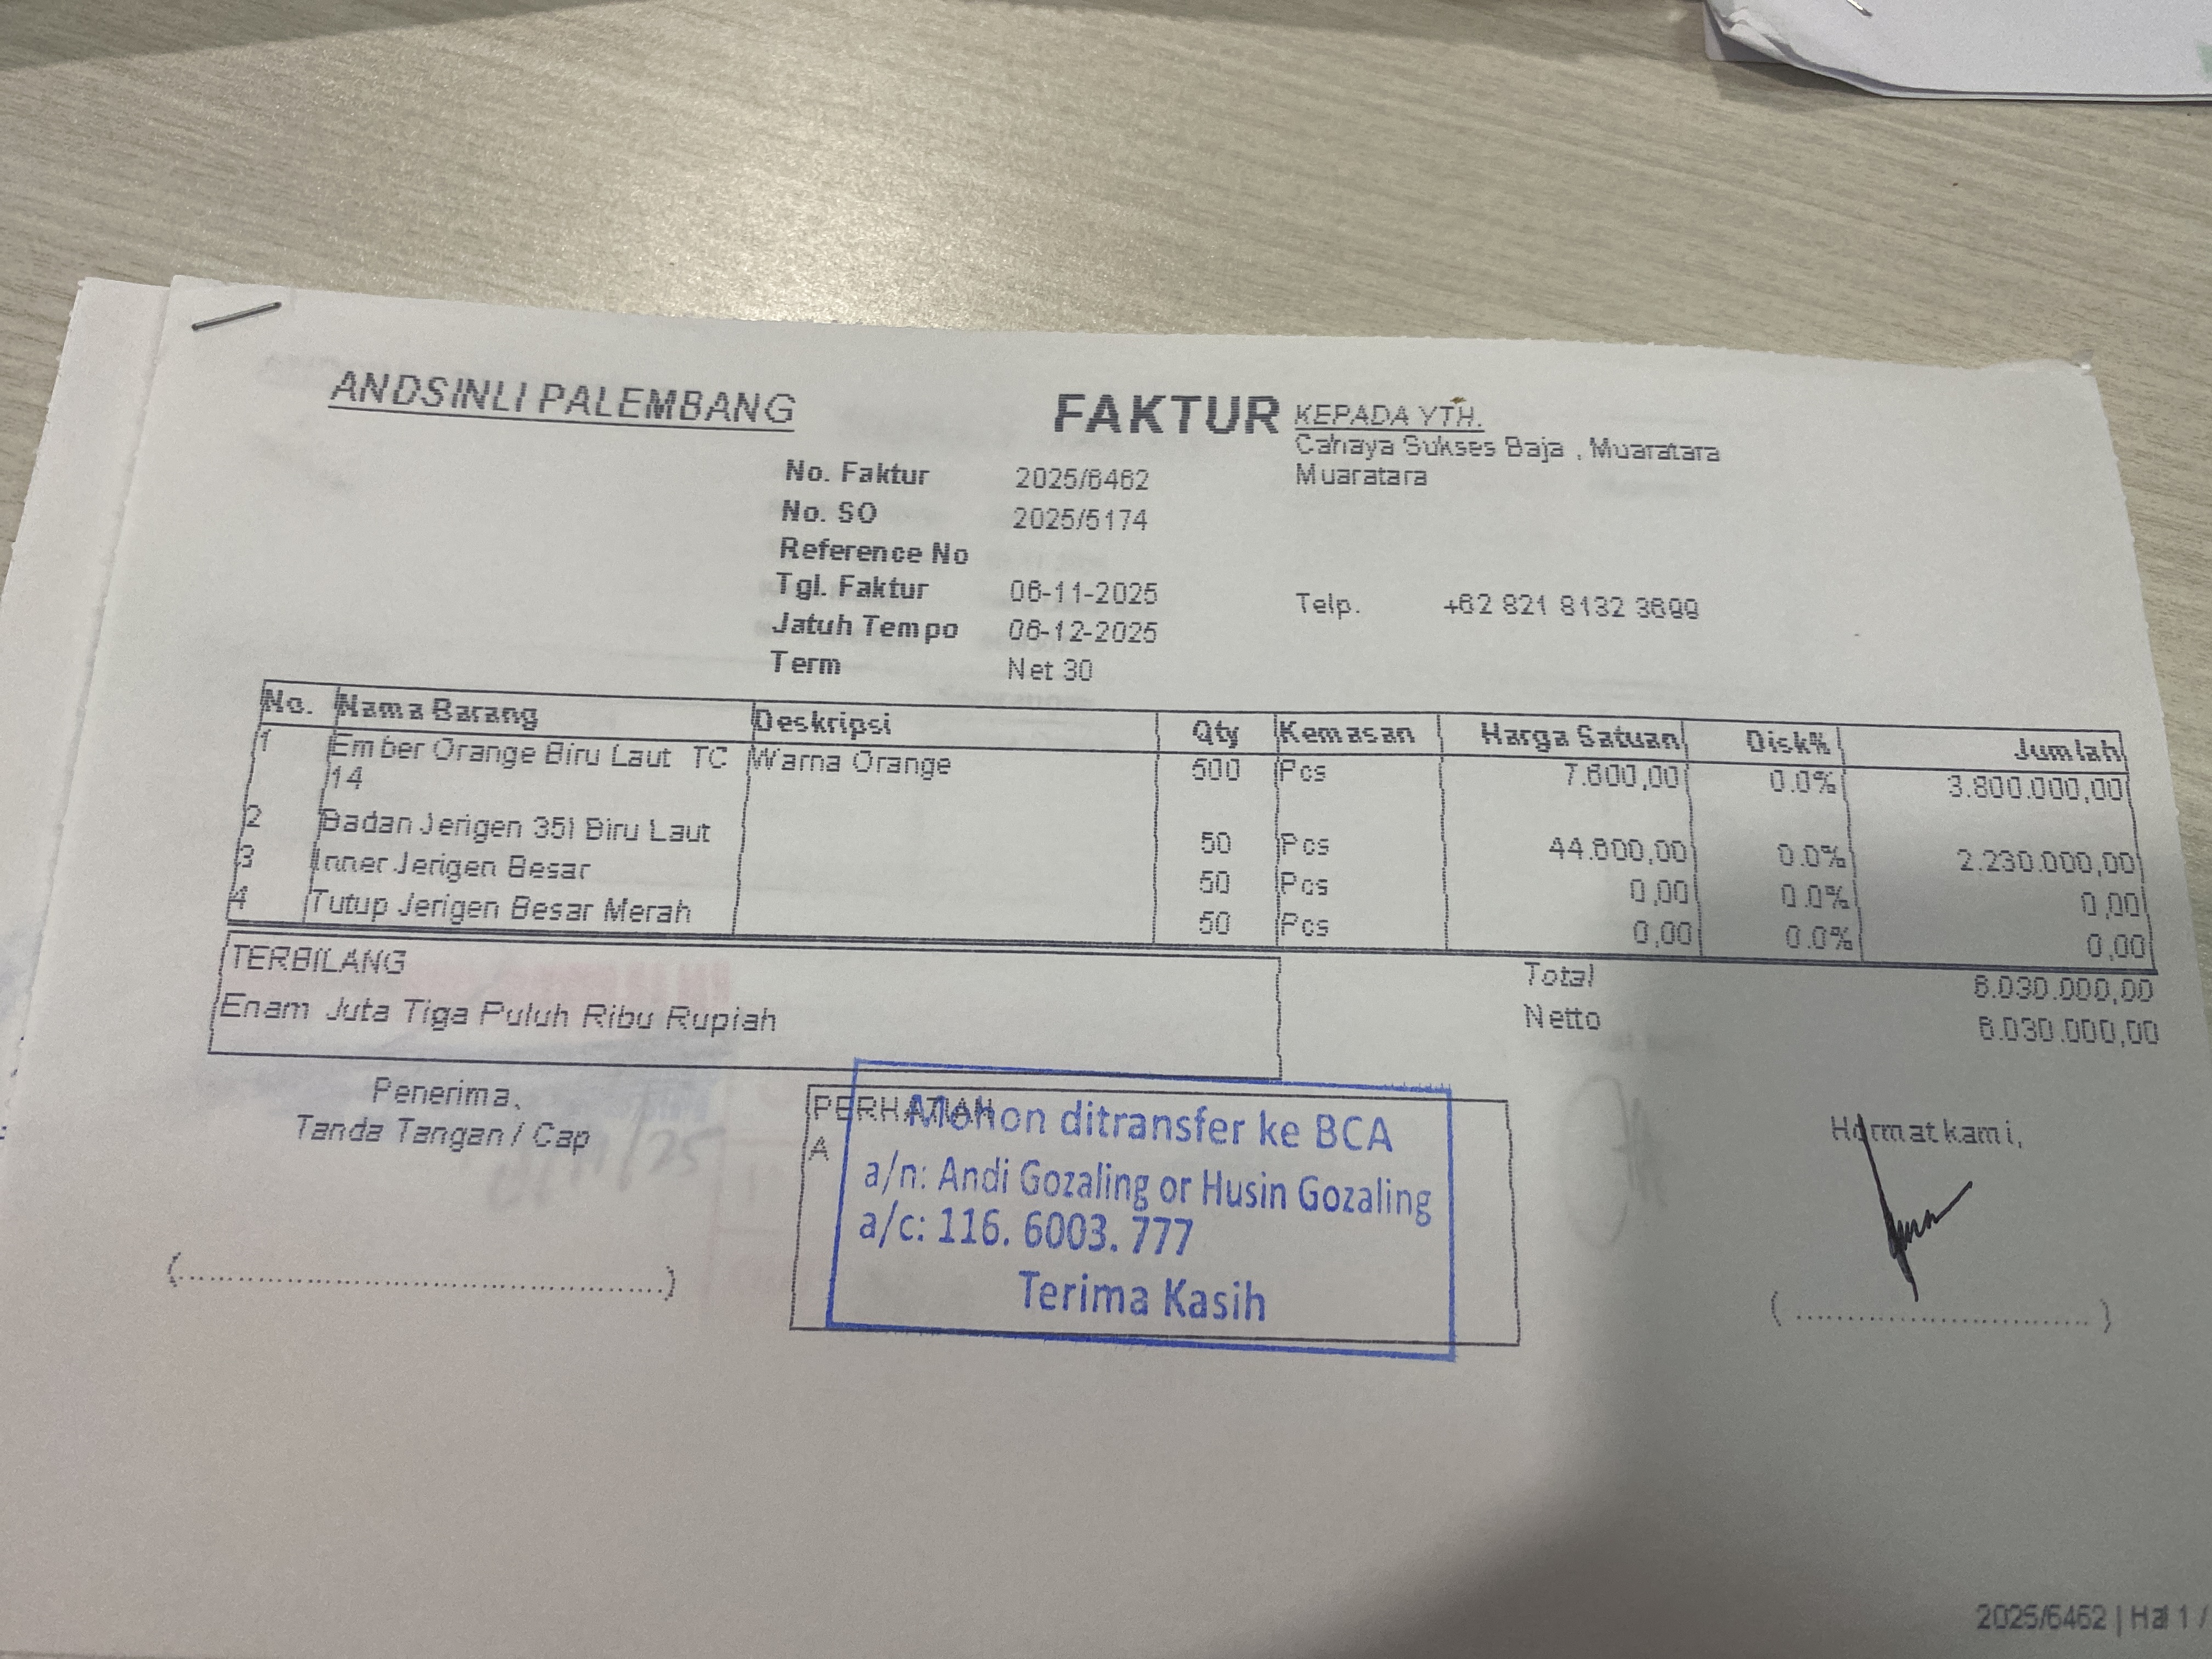 ANDSINLI PALEMBANG
FAKTUR
KEPADA YTH.
Cahaya Sukses Baja , Muaratara
Muaratara
No. Faktur 2025/6462
No. SO 2025/5174
Reference No
Tgl. Faktur 06-11-2025
Telp. +62 821 8132 3699
Jatuh Tempo 06-12-2025
Term Net 30
No. Nama Barang Deskripsi Qty Kemasan Harga Satuan Disk% Jumlah
1 Ember Orange Biru Laut TC Warna Orange 500 Pcs 7.600,00 0.0% 3.800.000,00
14
2 Badan Jerigen 35l Biru Laut 50 Pcs 44.600,00 0.0% 2.230.000,00
3 Inner Jerigen Besar 50 Pcs 0,00 0.0% 0,00
4 Tutup Jerigen Besar Merah 50 Pcs 0,00 0.0% 0,00
TERBILANG
Enam Juta Tiga Puluh Ribu Rupiah
Total 6.030.000,00
Netto 6.030.000,00
Penerima,
Tanda Tangan / Cap
PERHATIAN
A
Mohon ditransfer ke BCA
a/n: Andi Gozaling or Husin Gozaling
a/c: 116. 6003. 777
Terima Kasih
Hormat kami,
(....................)
(....................)
2025/6462 | Hal 1 /